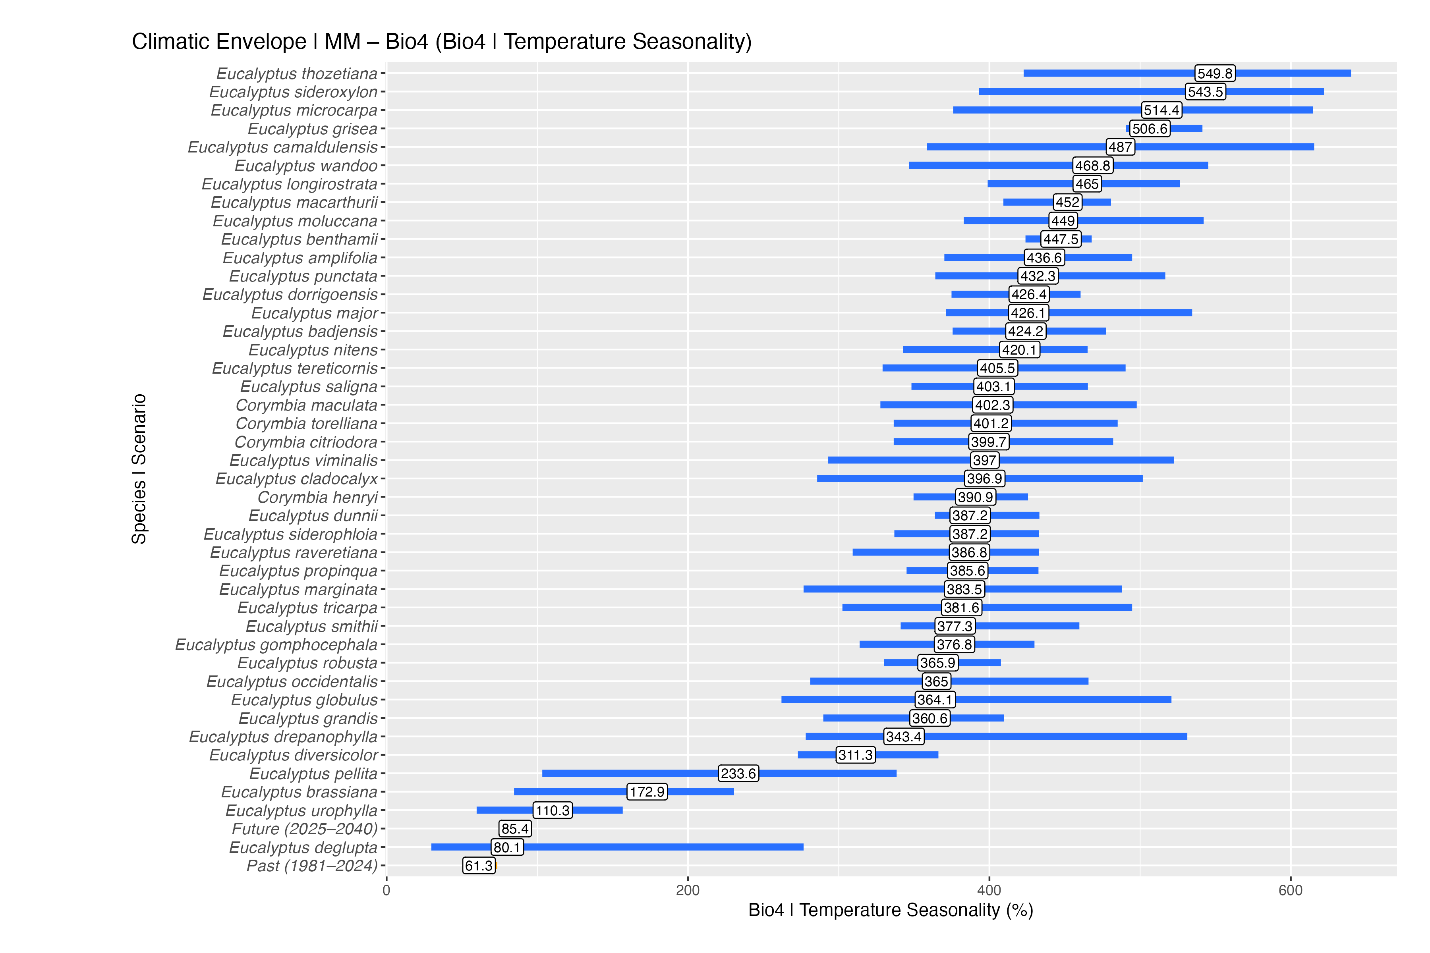 Climatic Envelope | MM – Bio4 (Bio4 | Temperature Seasonality)
Species | Scenario
Eucalyptus thozetiana 549.8
Eucalyptus sideroxylon 543.5
Eucalyptus microcarpa 514.4
Eucalyptus grisea 506.6
Eucalyptus camaldulensis 487
Eucalyptus wandoo 468.8
Eucalyptus longirostrata 465
Eucalyptus macarthurii 452
Eucalyptus moluccana 449
Eucalyptus benthamii 447.5
Eucalyptus amplifolia 436.6
Eucalyptus punctata 432.3
Eucalyptus dorrigoensis 426.4
Eucalyptus major 426.1
Eucalyptus badjensis 424.2
Eucalyptus nitens 420.1
Eucalyptus tereticornis 405.5
Eucalyptus saligna 403.1
Corymbia maculata 402.3
Corymbia torelliana 401.2
Corymbia citriodora 399.7
Eucalyptus viminalis 397
Eucalyptus cladocalyx 396.9
Corymbia henryi 390.9
Eucalyptus dunnii 387.2
Eucalyptus siderophloia 387.2
Eucalyptus raveretiana 386.8
Eucalyptus propinqua 385.6
Eucalyptus marginata 383.5
Eucalyptus tricarpa 381.6
Eucalyptus smithii 377.3
Eucalyptus gomphocephala 376.8
Eucalyptus robusta 365.9
Eucalyptus occidentalis 365
Eucalyptus globulus 364.1
Eucalyptus grandis 360.6
Eucalyptus drepanophylla 343.4
Eucalyptus diversicolor 311.3
Eucalyptus pellita 233.6
Eucalyptus brassiana 172.9
Eucalyptus urophylla 110.3
Future (2025–2040) 85.4
Eucalyptus deglupta 80.1
Past (1981–2024) 61.3
0 200 400 600
Bio4 | Temperature Seasonality (%)